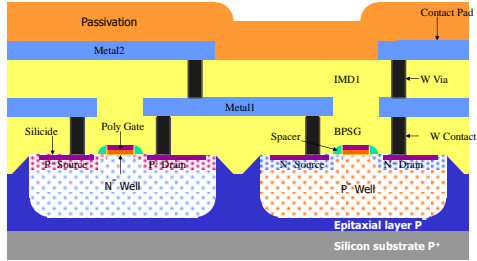 Passivation
Contact Pad
Metal2
IMD1
W Via
Metal1
Silicide
Poly Gate
Spacer
BPSG
W Contact
P⁻ Source
P⁻ Drain
N⁻ Source
N⁻ Drain
N⁻ Well
P⁻ Well
Epitaxial layer P⁻
Silicon substrate P⁺